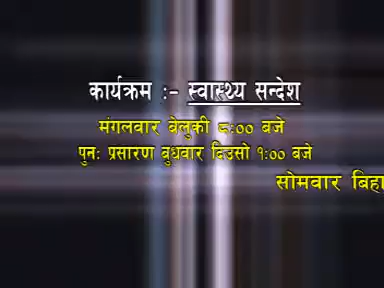 कार्यक्रम :- स्वास्थ्य सन्देश
मंगलवार बेलुकी ८:०० बजे
पुनः प्रसारण बुधवार दिउसो १:०० बजे
सोमवार बिहा